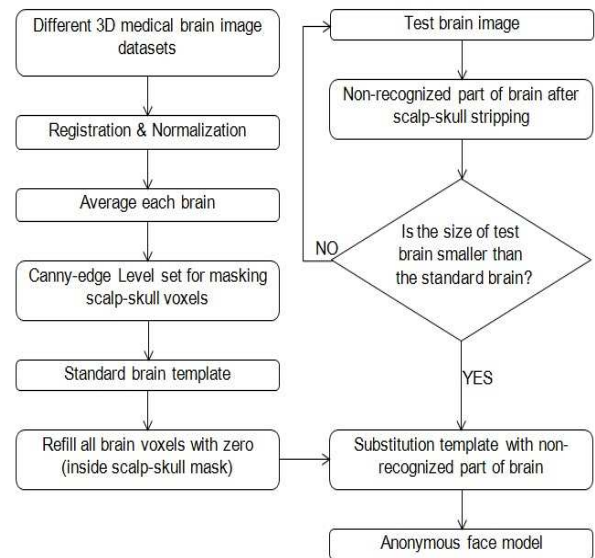 Different 3D medical brain image
datasets
Registration & Normalization
Average each brain
Canny-edge Level set for masking
scalp-skull voxels
Standard brain template
Refill all brain voxels with zero
(inside scalp-skull mask)
Test brain image
Non-recognized part of brain after
scalp-skull stripping
Is the size of test
brain smaller than
the standard brain?
NO
YES
Substitution template with non-
recognized part of brain
Anonymous face model